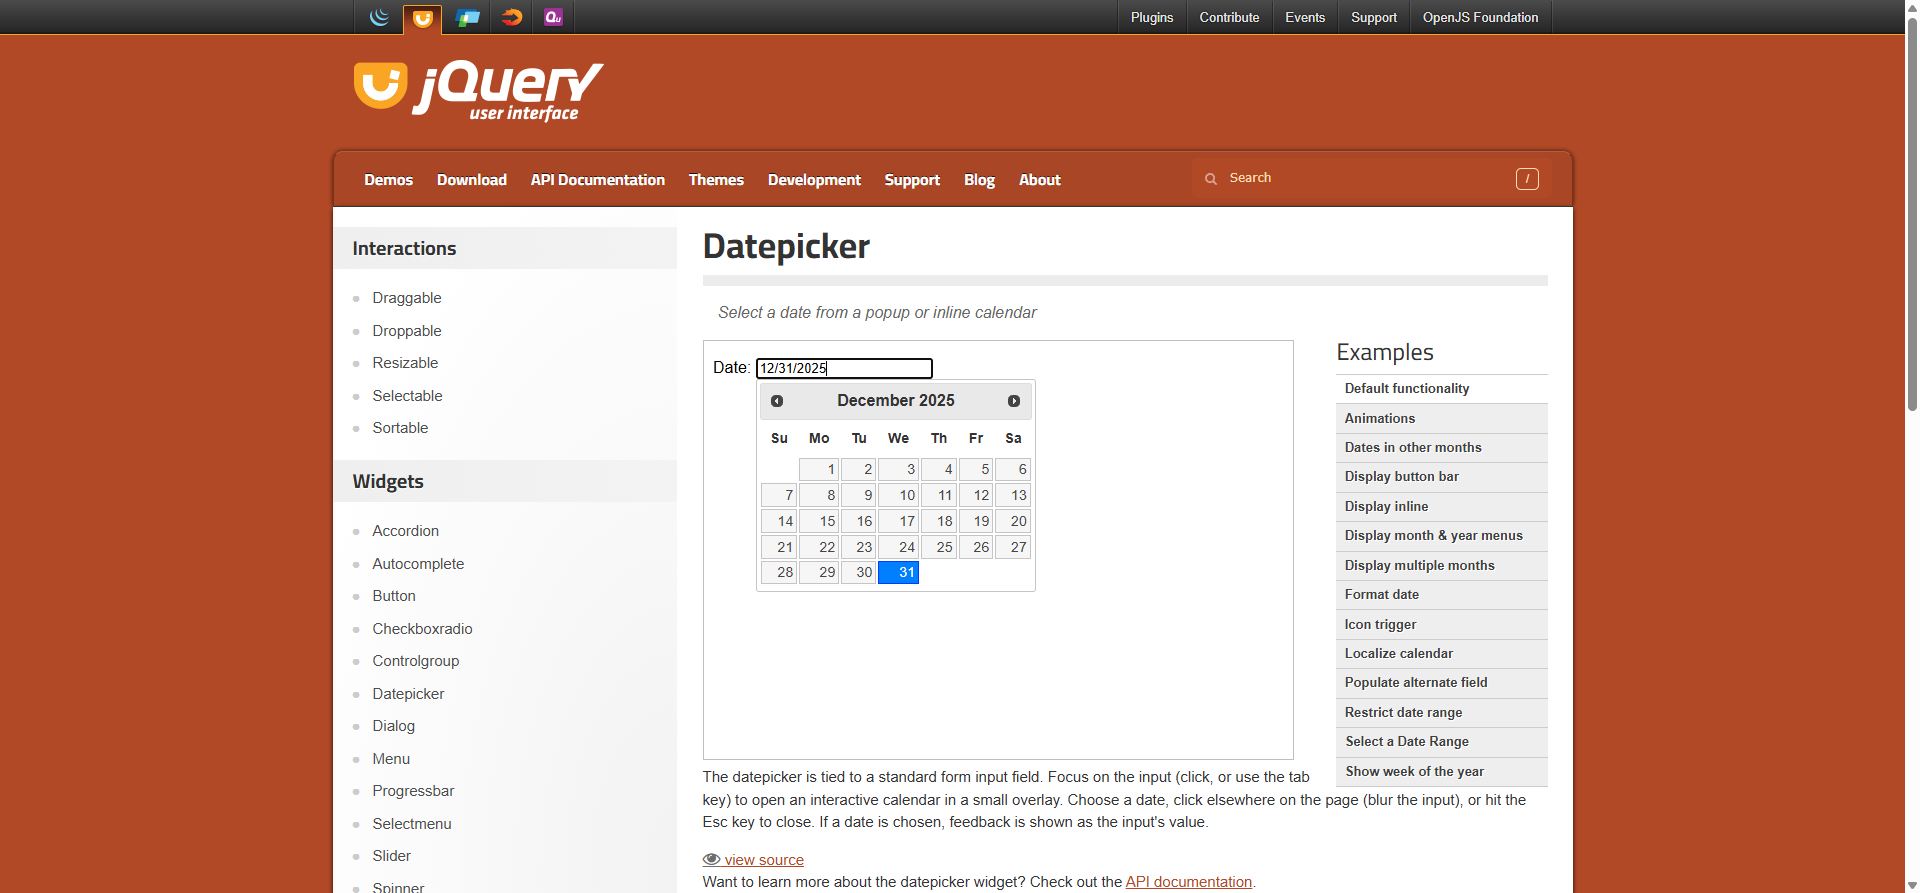 Qu
Plugins Contribute Events Support OpenJS Foundation
jQuery
user interface
Demos Download API Documentation Themes Development Support Blog About Search /
Interactions
Draggable
Droppable
Resizable
Selectable
Sortable
Widgets
Accordion
Autocomplete
Button
Checkboxradio
Controlgroup
Datepicker
Dialog
Menu
Progressbar
Selectmenu
Slider
Spinner
Datepicker
Select a date from a popup or inline calendar
Date: 12/31/2025
December 2025
Su Mo Tu We Th Fr Sa
1 2 3 4 5 6
7 8 9 10 11 12 13
14 15 16 17 18 19 20
21 22 23 24 25 26 27
28 29 30 31
Examples
Default functionality
Animations
Dates in other months
Display button bar
Display inline
Display month & year menus
Display multiple months
Format date
Icon trigger
Localize calendar
Populate alternate field
Restrict date range
Select a Date Range
Show week of the year
The datepicker is tied to a standard form input field. Focus on the input (click, or use the tab
key) to open an interactive calendar in a small overlay. Choose a date, click elsewhere on the page (blur the input), or hit the
Esc key to close. If a date is chosen, feedback is shown as the input's value.
view source
Want to learn more about the datepicker widget? Check out the API documentation.